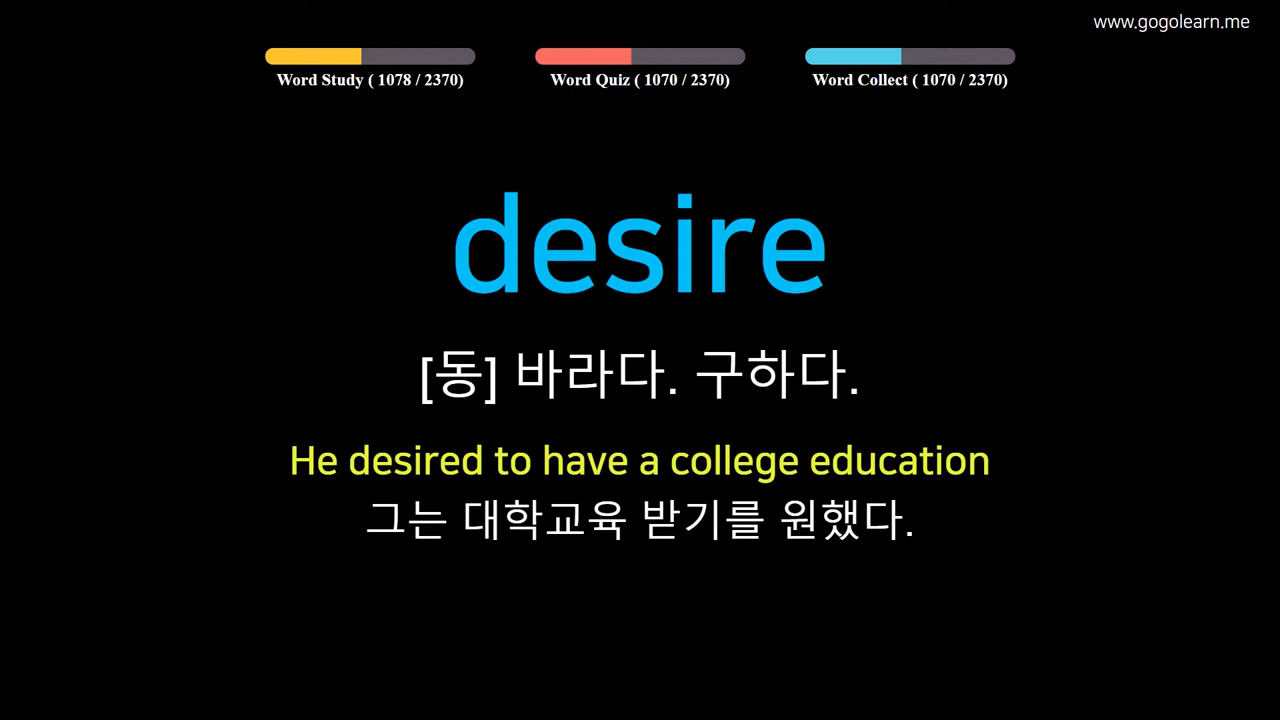 www.gogolearn.me
Word Study ( 1078 / 2370)
Word Quiz ( 1070 / 2370)
Word Collect ( 1070 / 2370)
desire
[동] 바라다. 구하다.
He desired to have a college education
그는 대학교육 받기를 원했다.